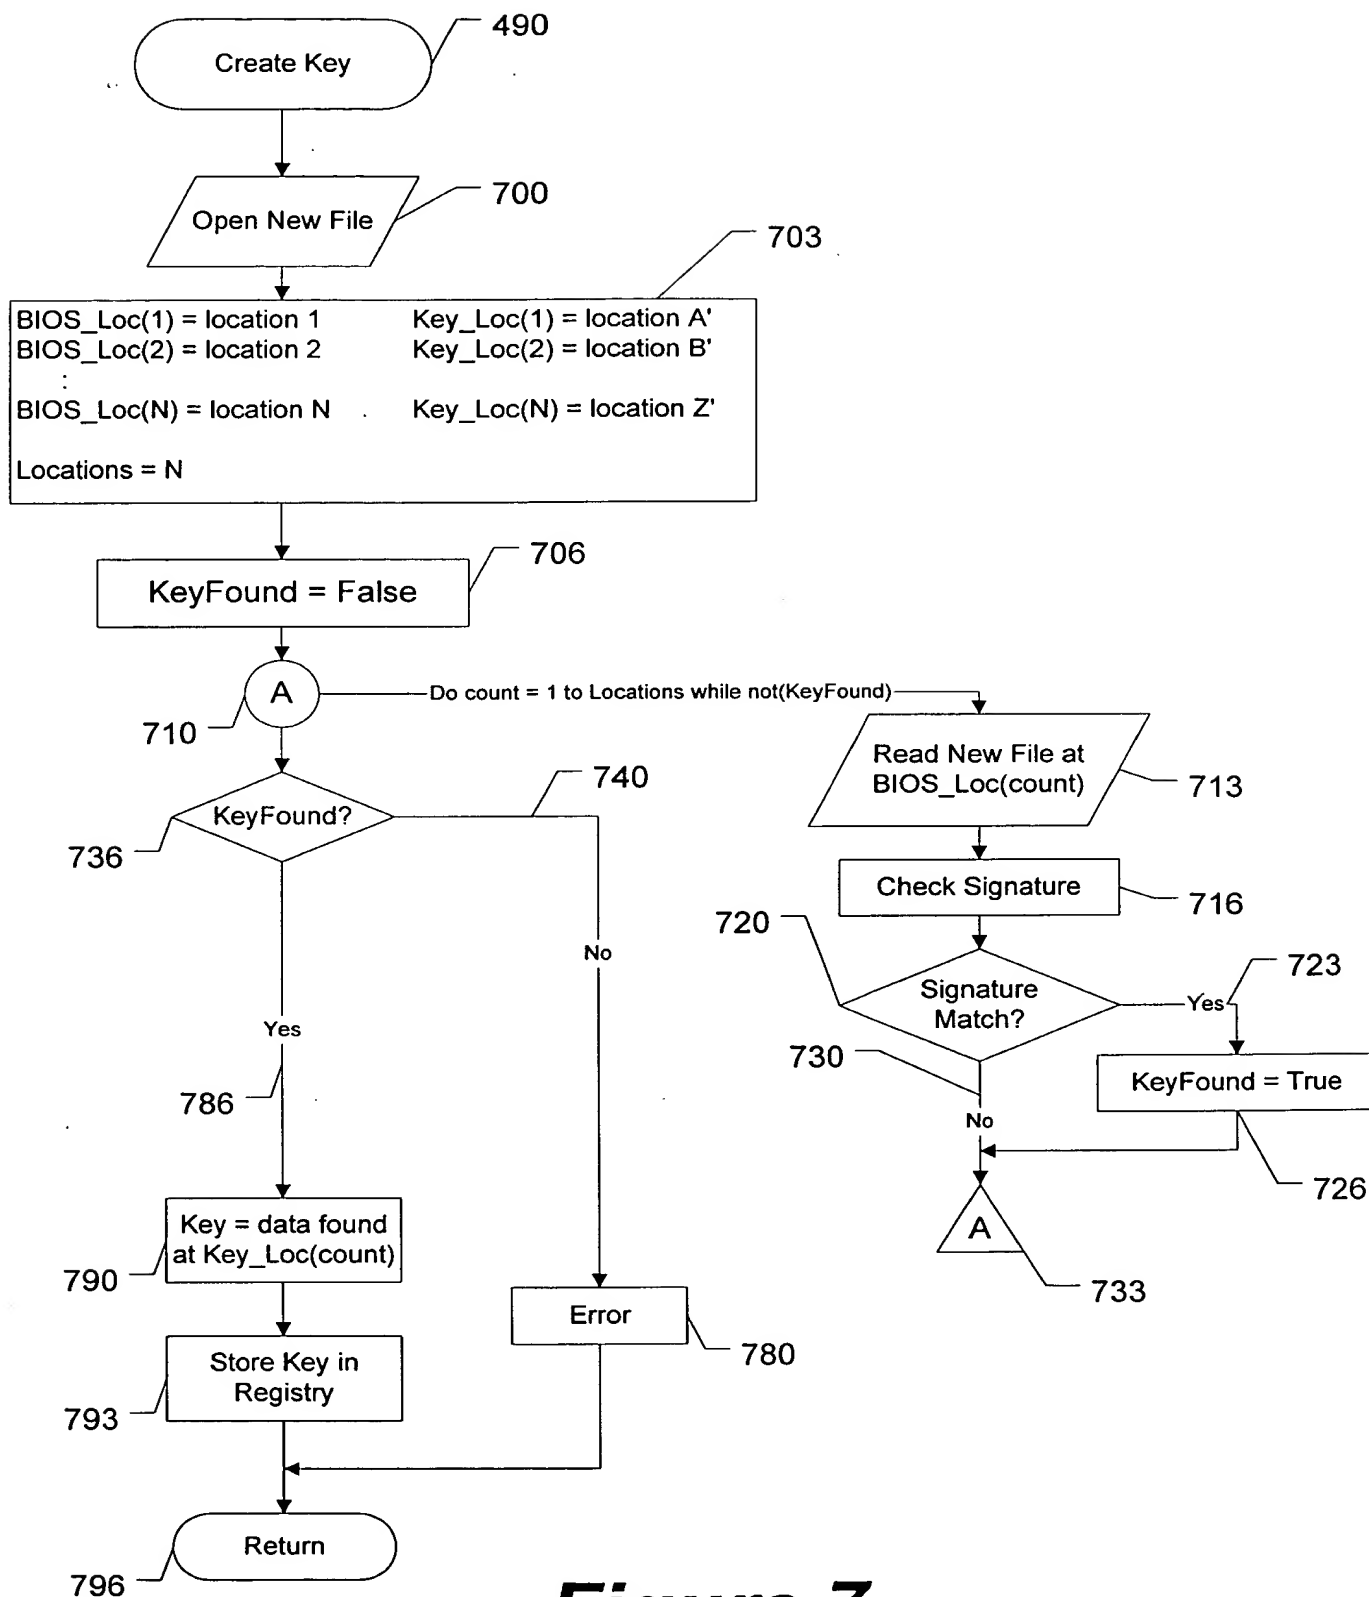 490
Create Key
700
Open New File
703
BIOS_Loc(1) = location 1 Key_Loc(1) = location A'
BIOS_Loc(2) = location 2 Key_Loc(2) = location B'
:
BIOS_Loc(N) = location N Key_Loc(N) = location Z'
Locations = N
706
KeyFound = False
A
Do count = 1 to Locations while not(KeyFound)
710
Read New File at
BIOS_Loc(count)
713
740
KeyFound?
736
Check Signature
716
720
No
723
Signature
Match?
Yes
Yes
730
KeyFound = True
786
No
726
A
733
Key = data found
at Key_Loc(count)
790
Error
780
Store Key in
Registry
793
Return
796
Figure 7